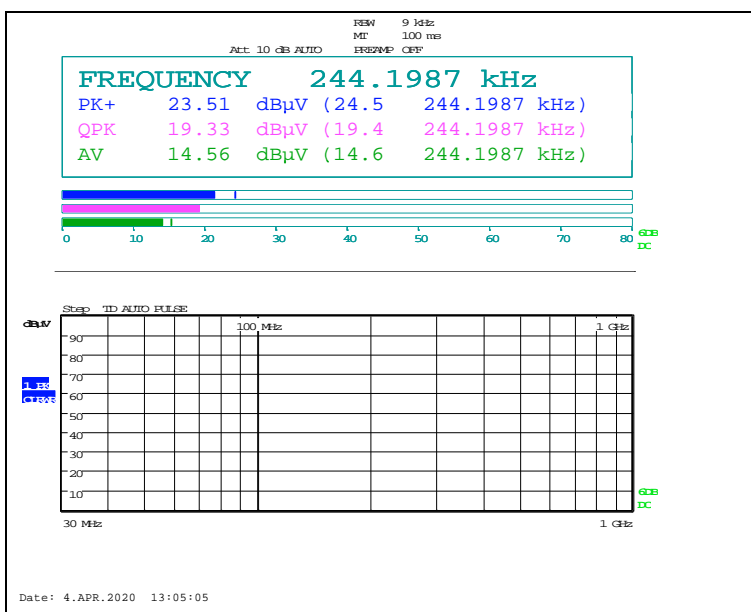 RBW 9 kHz
MT 100 ms
Att 10 dB AUTO PREAMP OFF
FREQUENCY 244.1987 kHz
PK+ 23.51 dBµV (24.5 244.1987 kHz)
QPK 19.33 dBµV (19.4 244.1987 kHz)
AV 14.56 dBµV (14.6 244.1987 kHz)
0 10 20 30 40 50 60 70 80
6DB
DC
Step TD AUTO PULSE
dBµV
100 MHz 1 GHz
90
80
70
1 PK
60
CLRWR
50
40
30
20
10
6DB
DC
30 MHz 1 GHz
Date: 4.APR.2020 13:05:05